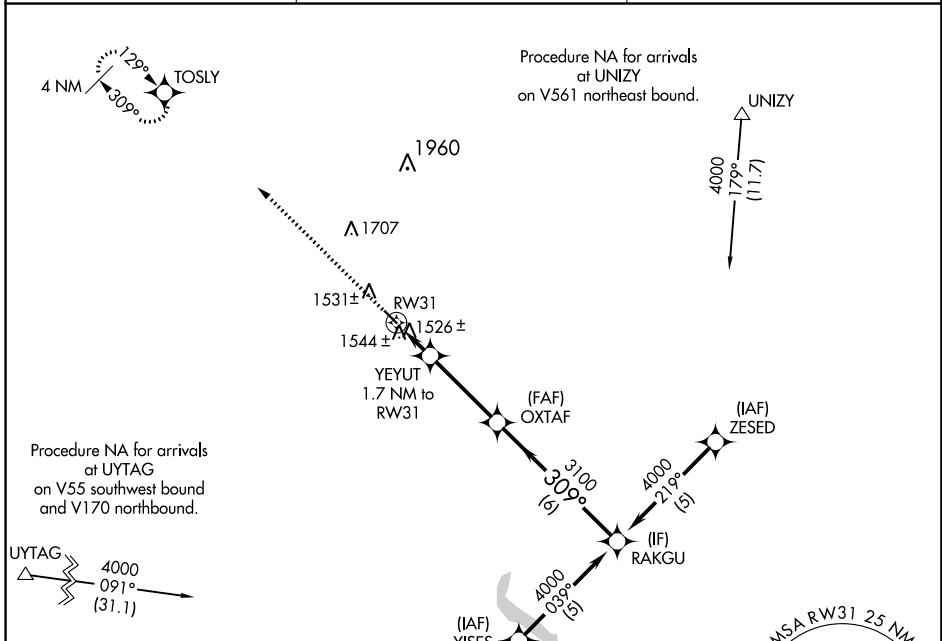 129°
TOSLY
4 NM
309°
Procedure NA for arrivals
at UNIZY
on V561 northeast bound.
UNIZY
4000
179°
(11.7)
1960
1707
1531±
RW31
1526 ±
1544 ±
YEYUT
1.7 NM to
RW31
(FAF)
OXTAF
(IAF)
ZESED
3100
309°
(6)
4000
219°
(5)
(IF)
RAKGU
Procedure NA for arrivals
at UYTAG
on V55 southwest bound
and V170 northbound.
UYTAG
4000
091°
(31.1)
4000
039°
(5)
(IAF)
MSA RW31 25 NM